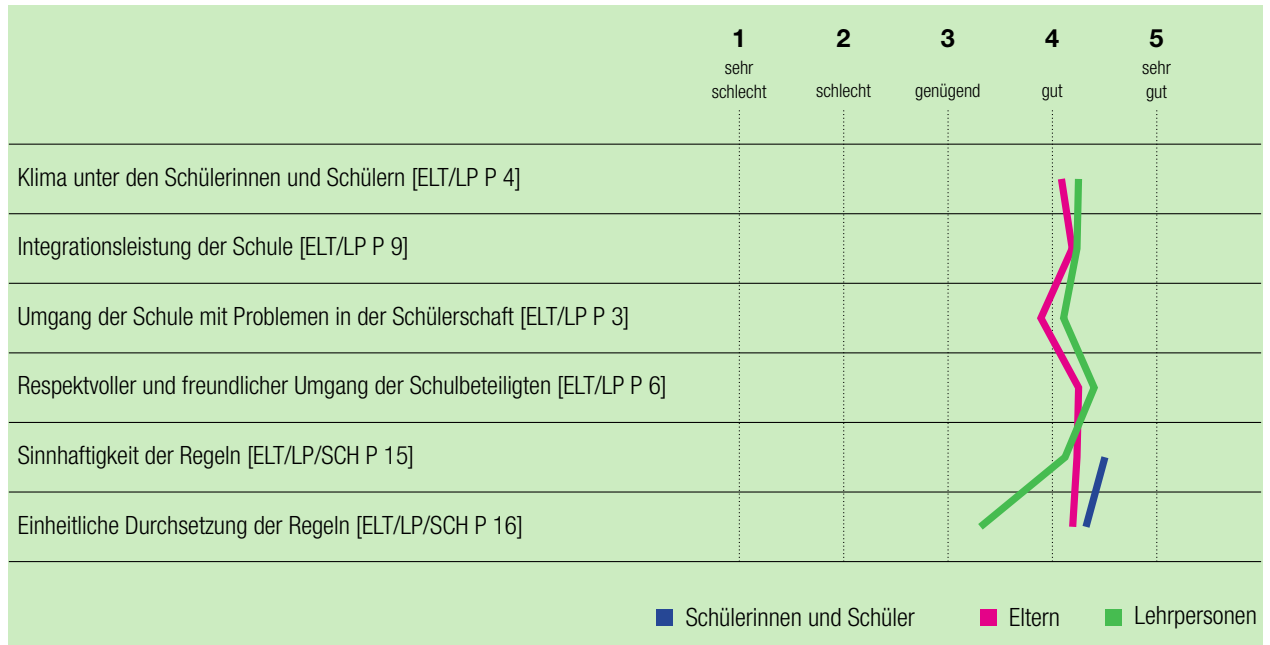 1 2 3 4 5
sehr schlecht schlecht genügend gut sehr gut
Klima unter den Schülerinnen und Schülern [ELT/LP P 4]
Integrationsleistung der Schule [ELT/LP P 9]
Umgang der Schule mit Problemen in der Schülerschaft [ELT/LP P 3]
Respektvoller und freundlicher Umgang der Schulbeteiligten [ELT/LP P 6]
Sinnhaftigkeit der Regeln [ELT/LP/SCH P 15]
Einheitliche Durchsetzung der Regeln [ELT/LP/SCH P 16]
Schülerinnen und Schüler Eltern Lehrpersonen